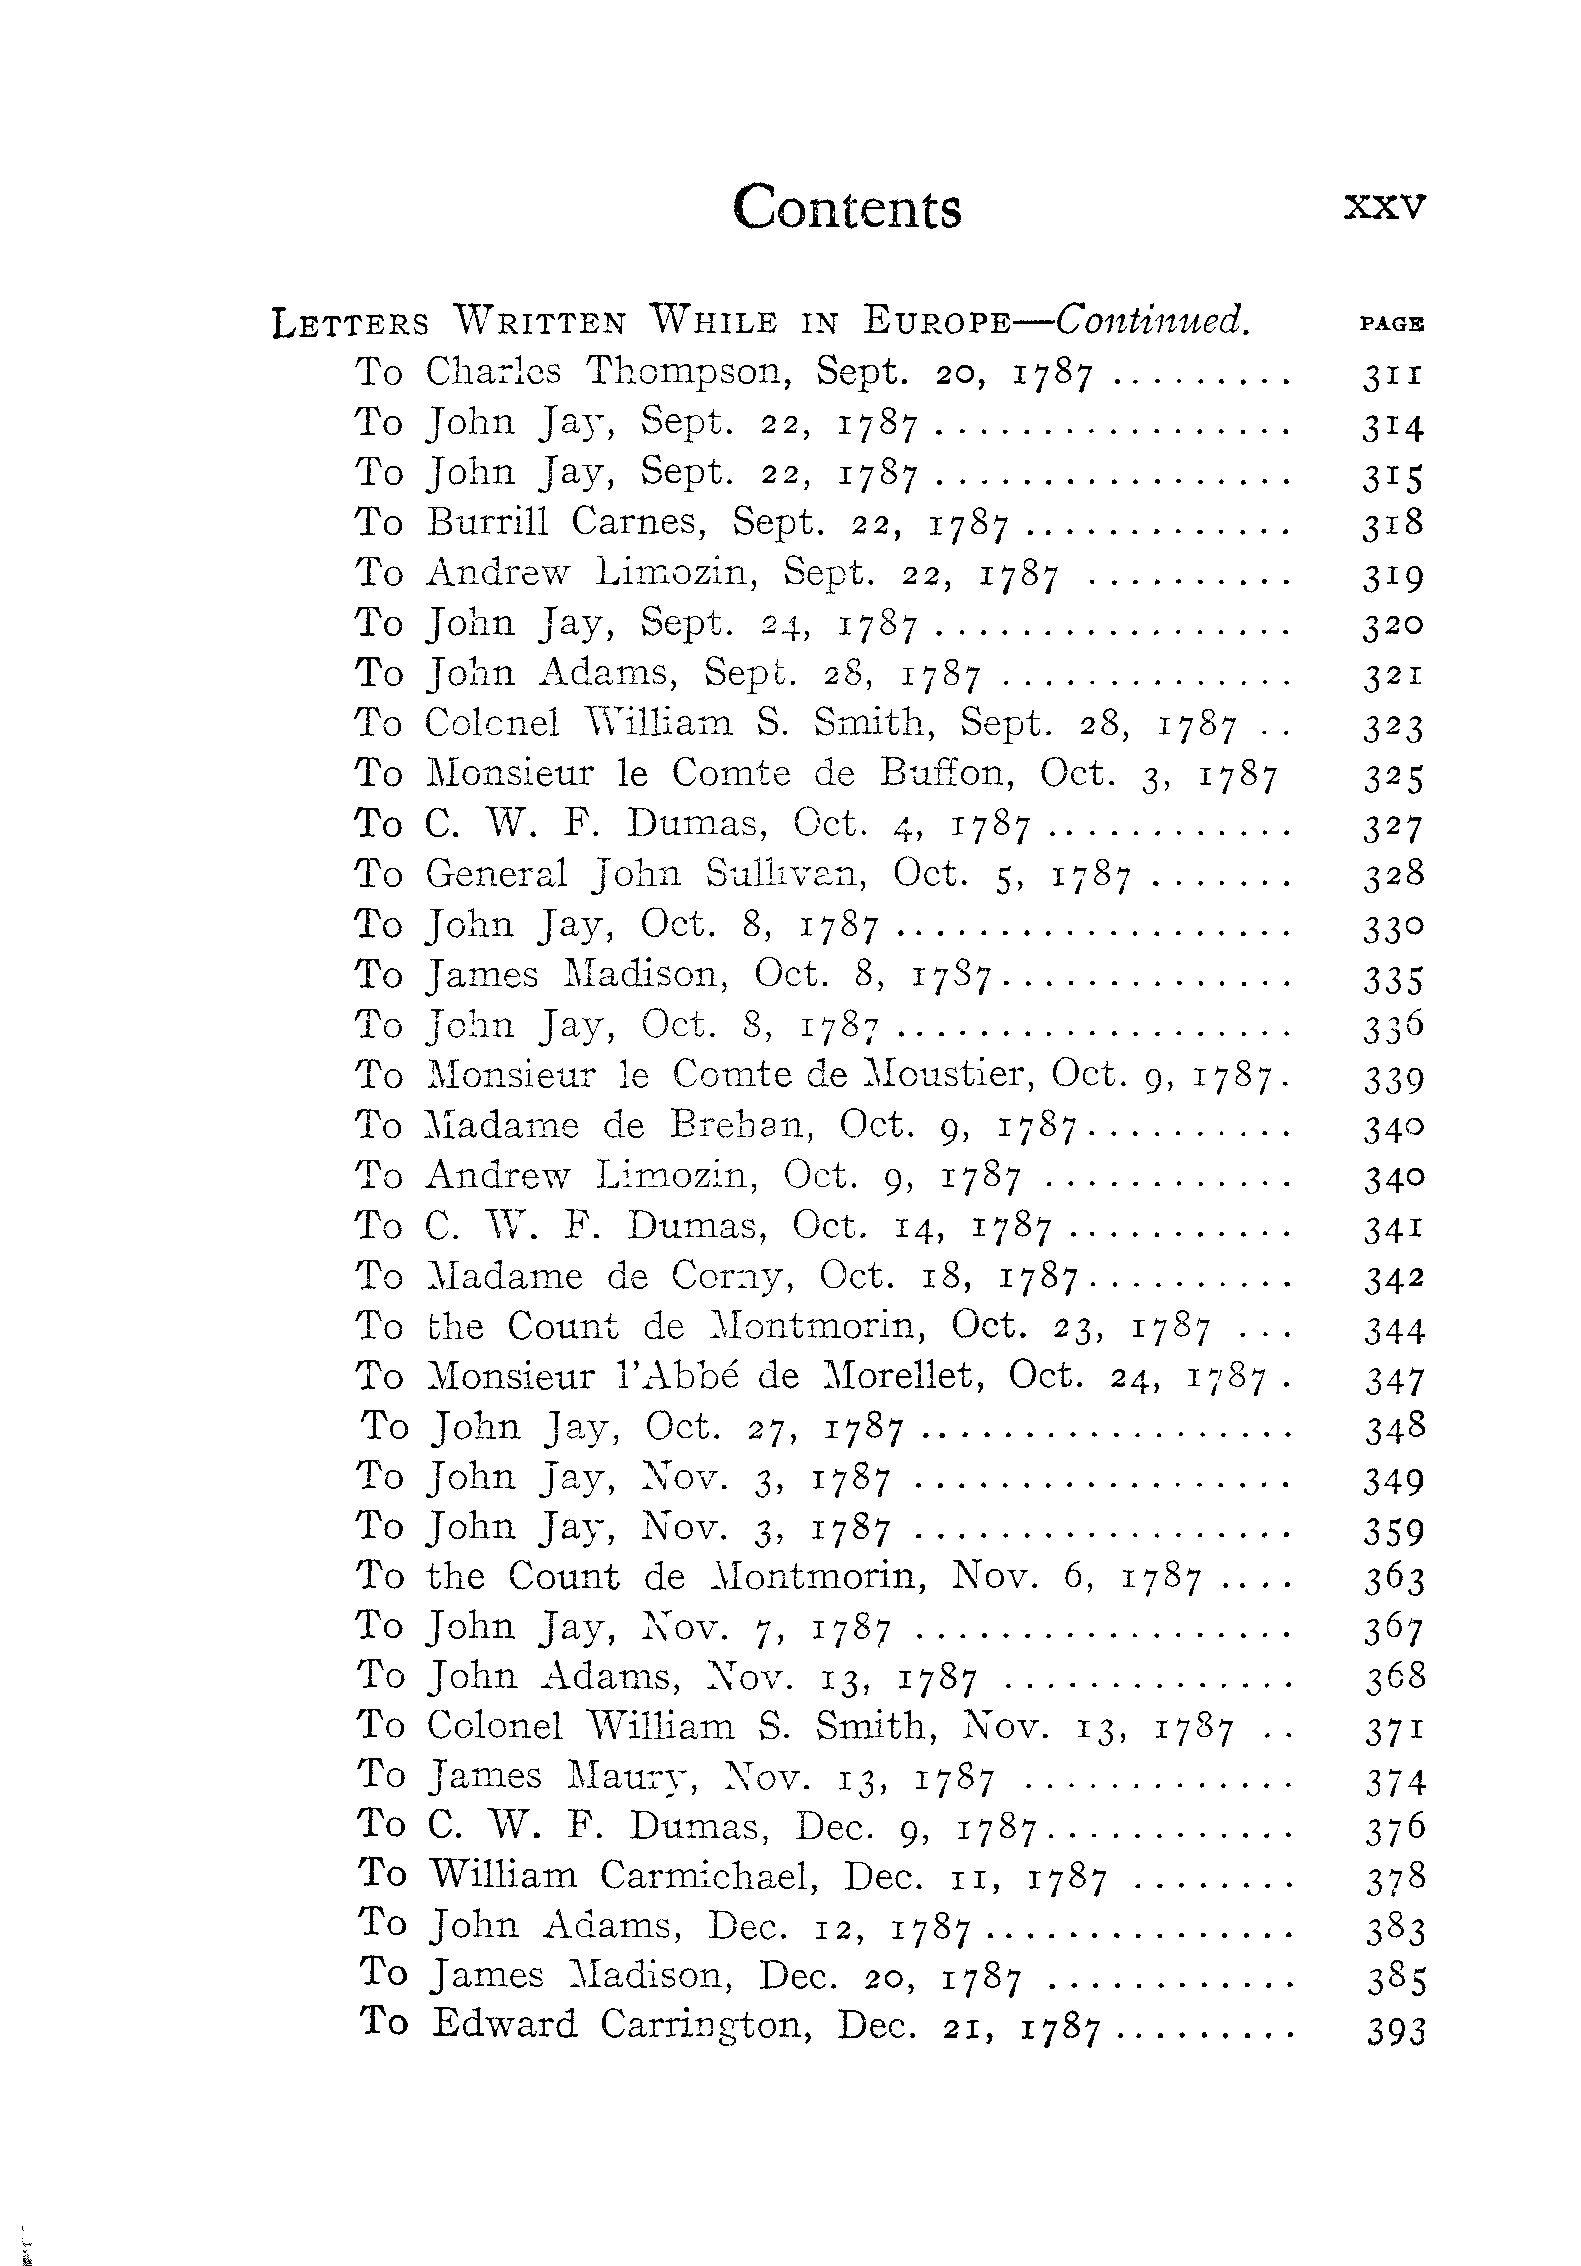 Contents xxv
Letters Written While in Europe—Continued. PAGE
To Charles Thompson, Sept. 20, 1787 ......... 311
To John Jay, Sept. 22, 1787 ................. 314
To John Jay, Sept. 22, 1787 ................. 315
To Burrill Carnes, Sept. 22, 1787 ............. 318
To Andrew Limozin, Sept. 22, 1787 .......... 319
To John Jay, Sept. 24, 1787 ................. 320
To John Adams, Sept. 28, 1787 .............. 321
To Colonel William S. Smith, Sept. 28, 1787 .. 323
To Monsieur le Comte de Buffon, Oct. 3, 1787 325
To C. W. F. Dumas, Oct. 4, 1787 ............ 327
To General John Sullivan, Oct. 5, 1787 ....... 328
To John Jay, Oct. 8, 1787 ................... 330
To James Madison, Oct. 8, 1787.............. 335
To John Jay, Oct. 8, 1787 ................... 336
To Monsieur le Comte de Moustier, Oct. 9, 1787. 339
To Madame de Brehan, Oct. 9, 1787.......... 340
To Andrew Limozin, Oct. 9, 1787 ............ 340
To C. W. F. Dumas, Oct. 14, 1787 ........... 341
To Madame de Corny, Oct. 18, 1787.......... 342
To the Count de Montmorin, Oct. 23, 1787 ... 344
To Monsieur l'Abbé de Morellet, Oct. 24, 1787 . 347
To John Jay, Oct. 27, 1787 .................. 348
To John Jay, Nov. 3, 1787 .................. 349
To John Jay, Nov. 3, 1787 .................. 359
To the Count de Montmorin, Nov. 6, 1787 .... 363
To John Jay, Nov. 7, 1787 .................. 367
To John Adams, Nov. 13, 1787 .............. 368
To Colonel William S. Smith, Nov. 13, 1787 .. 371
To James Maury, Nov. 13, 1787 ............. 374
To C. W. F. Dumas, Dec. 9, 1787............ 376
To William Carmichael, Dec. 11, 1787 ........ 378
To John Adams, Dec. 12, 1787............... 383
To James Madison, Dec. 20, 1787 ............ 385
To Edward Carrington, Dec. 21, 1787......... 393